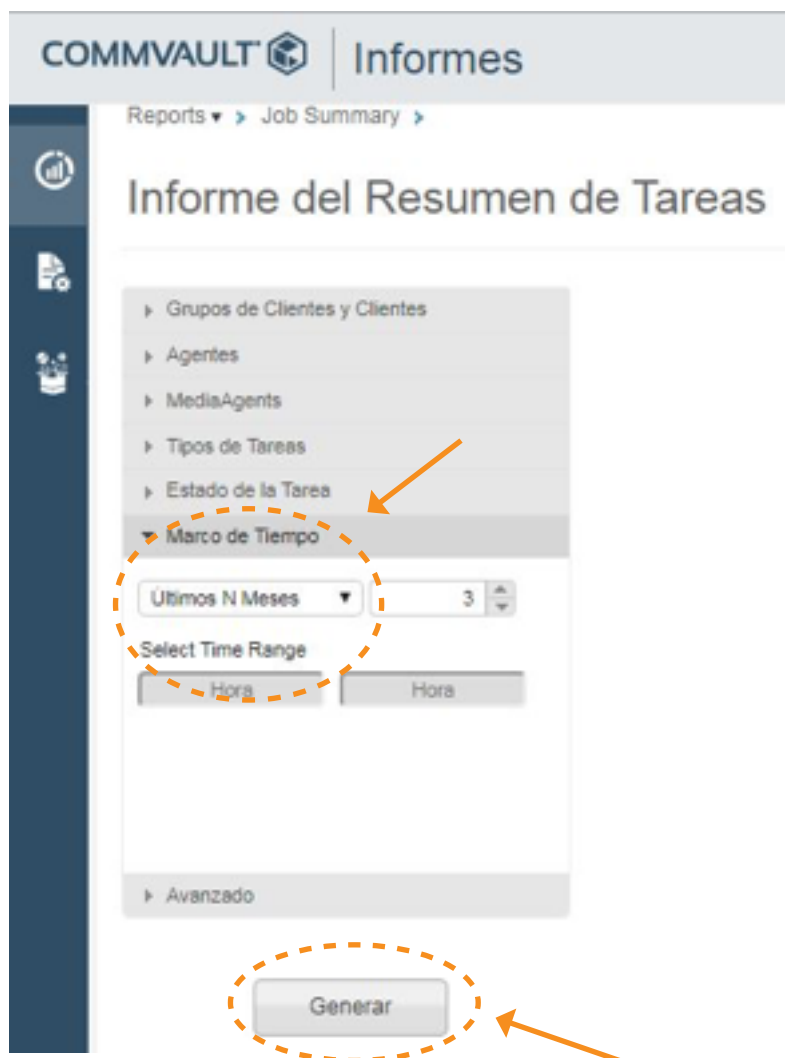 COMMVAULT Informes
Reports > Job Summary >
Informe del Resumen de Tareas
Grupos de Clientes y Clientes
Agentes
MediaAgents
Tipos de Tareas
Estado de la Tarea
Marco de Tiempo
Últimos N Meses 3
Select Time Range
Hora Hora
Avanzado
Generar